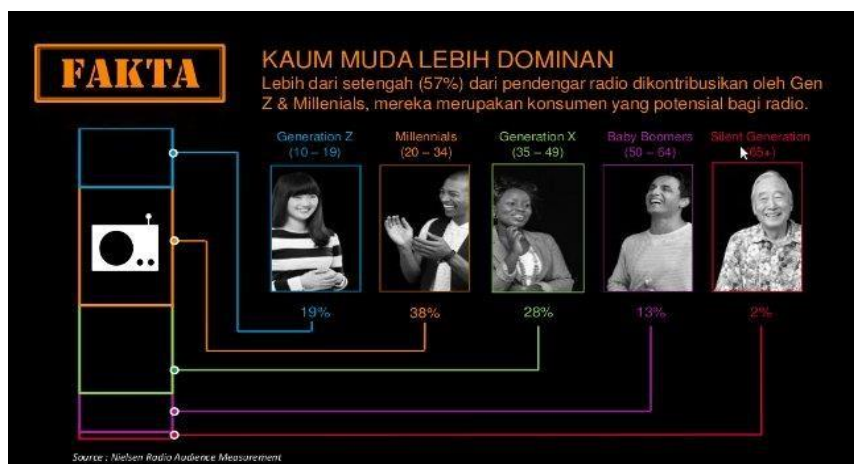 FAKTA
KAUM MUDA LEBIH DOMINAN
Lebih dari setengah (57%) dari pendengar radio dikontribusikan oleh Gen
Z & Millenials, mereka merupakan konsumen yang potensial bagi radio.
Generation Z
(10 – 19)
Millennials
(20 – 34)
Generation X
(35 – 49)
Baby Boomers
(50 – 64)
Silent Generation
(65+)
19%
38%
28%
13%
2%
Source : Nielsen Radio Audience Measurement